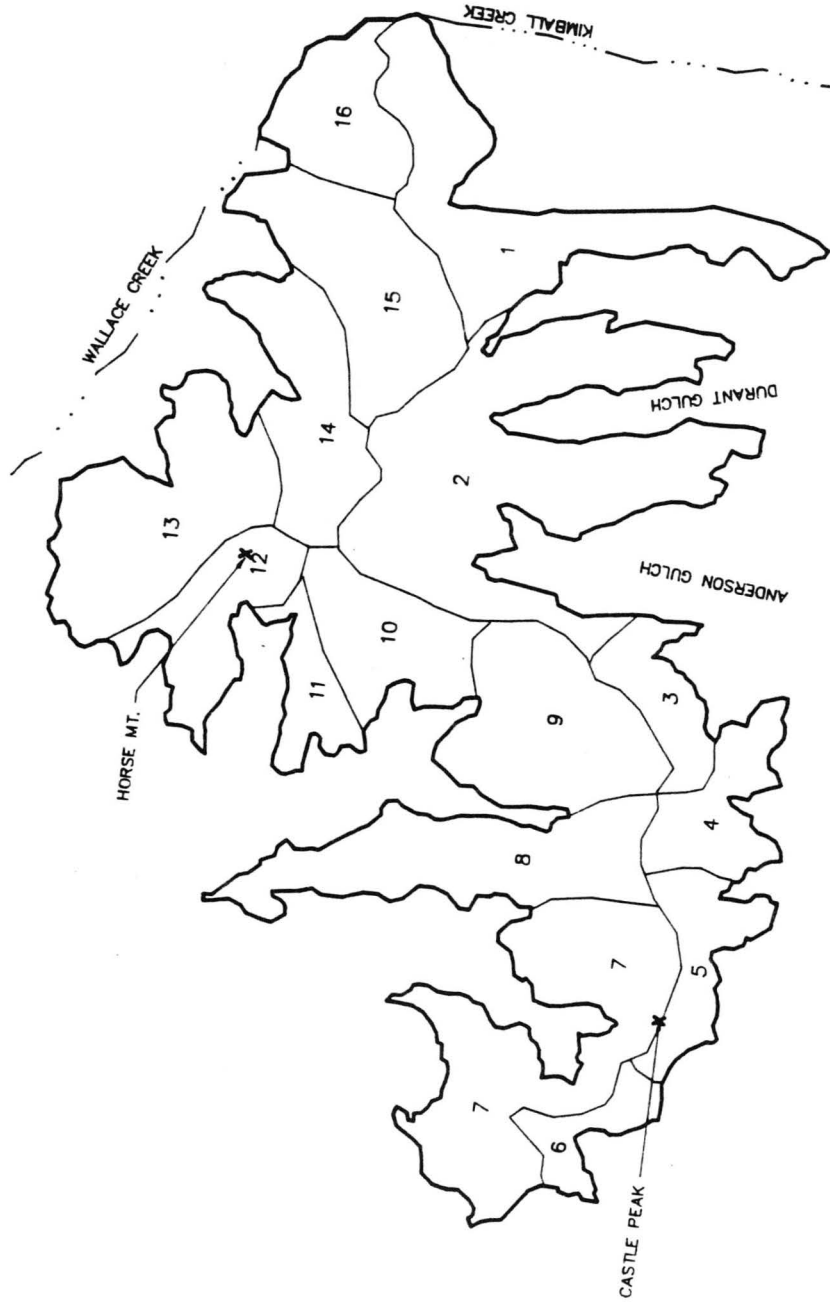 KIMBALL CREEK
16
WALLACE CREEK
1
15
DURANT GULCH
14
2
13
12
ANDERSON GULCH
10
11
3
9
HORSE MT.
4
8
7
5
7
6
CASTLE PEAK